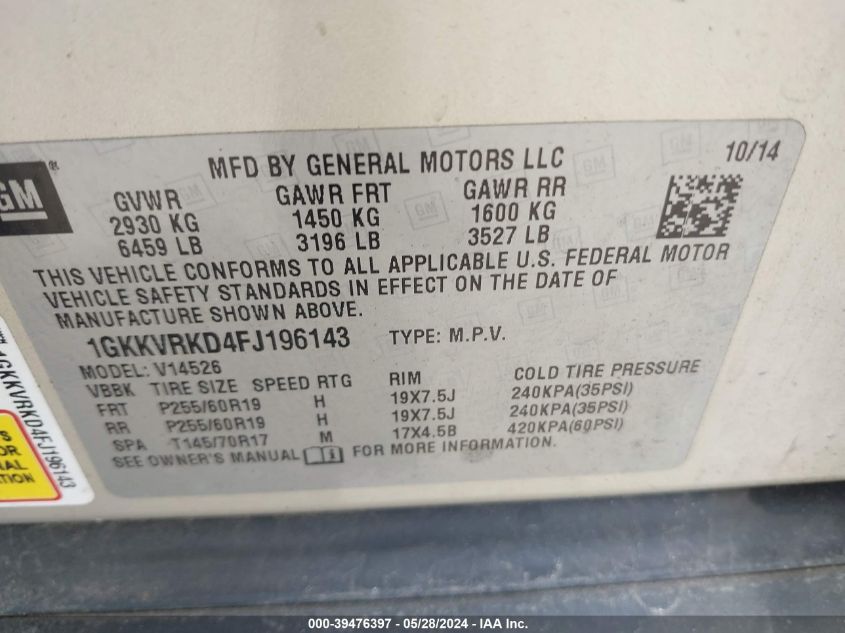 GM ®
MFD BY GENERAL MOTORS LLC
10/14
GVWR GAWR FRT GAWR RR
2930 KG 1450 KG 1600 KG
6459 LB 3196 LB 3527 LB
GM
THIS VEHICLE CONFORMS TO ALL APPLICABLE U.S. FEDERAL MOTOR
VEHICLE SAFETY STANDARDS IN EFFECT ON THE DATE OF
MANUFACTURE SHOWN ABOVE.
1GKKVRKD4FJ196143 TYPE: M.P.V.
MODEL: V14526
VBBK TIRE SIZE SPEED RTG RIM COLD TIRE PRESSURE
FRT P255/60R19 H 19X7.5J 240KPA(35PSI)
RR P255/60R19 H 19X7.5J 240KPA(35PSI)
SPA T145/70R17 M 17X4.5B 420KPA(60PSI)
SEE OWNER'S MANUAL FOR MORE INFORMATION.
1GKKVRKD4FJ196143
000-39476397 - 05/28/2024 - IAA Inc.